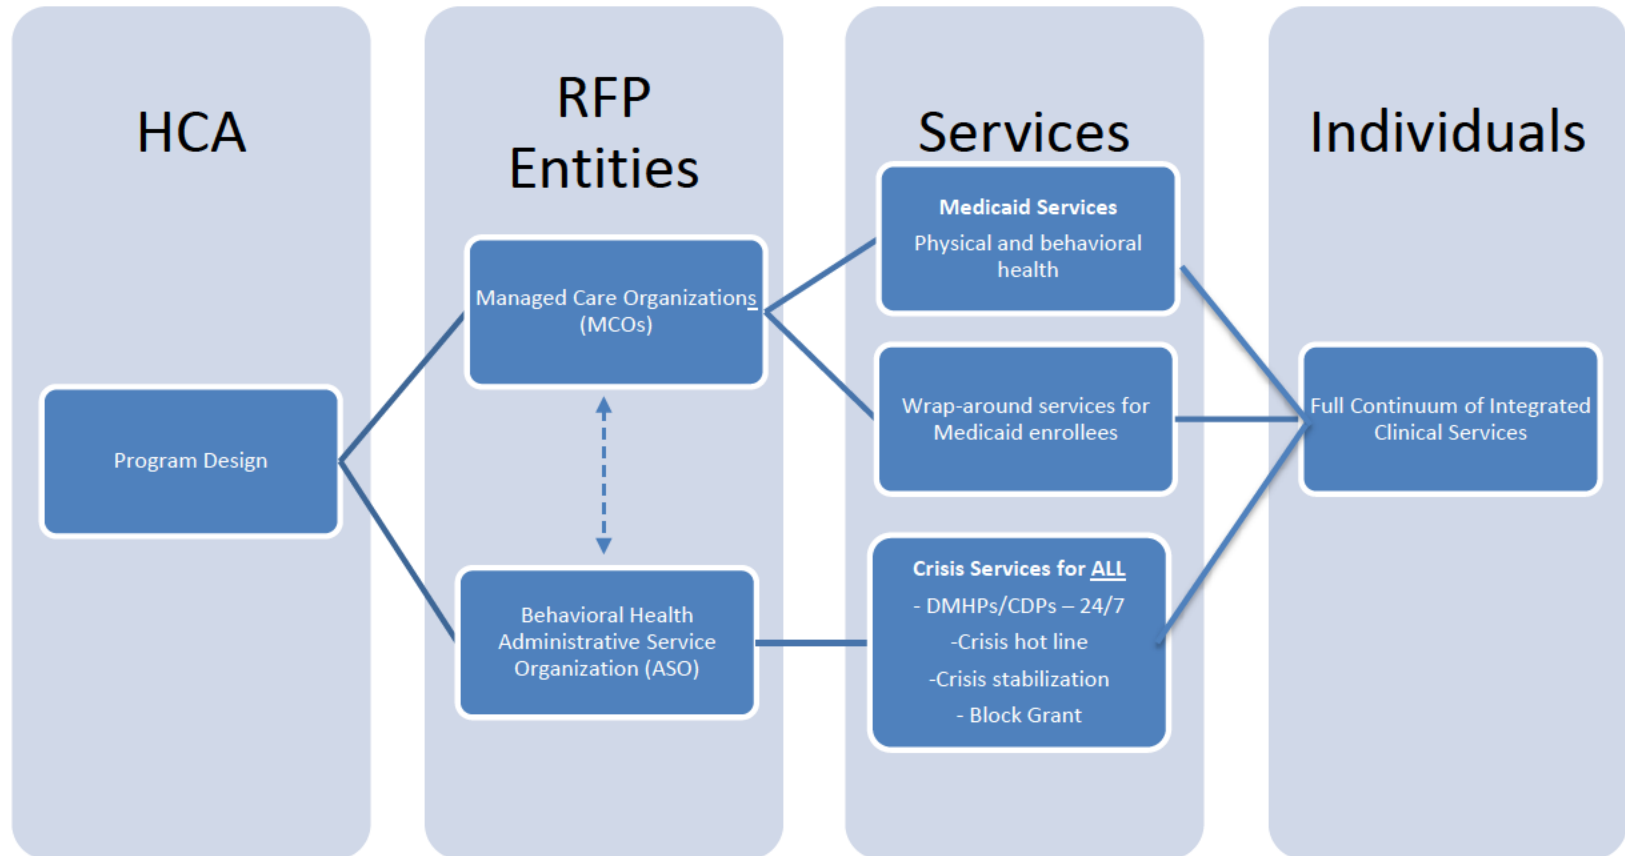 HCA
Program Design
RFP
Entities
Managed Care Organizations
(MCOs)
Behavioral Health
Administrative Service
Organization (ASO)
Services
Medicaid Services
Physical and behavioral
health
Wrap-around services for
Medicaid enrollees
Crisis Services for ALL
- DMHPs/CDPs – 24/7
-Crisis hot line
-Crisis stabilization
- Block Grant
Individuals
Full Continuum of Integrated
Clinical Services